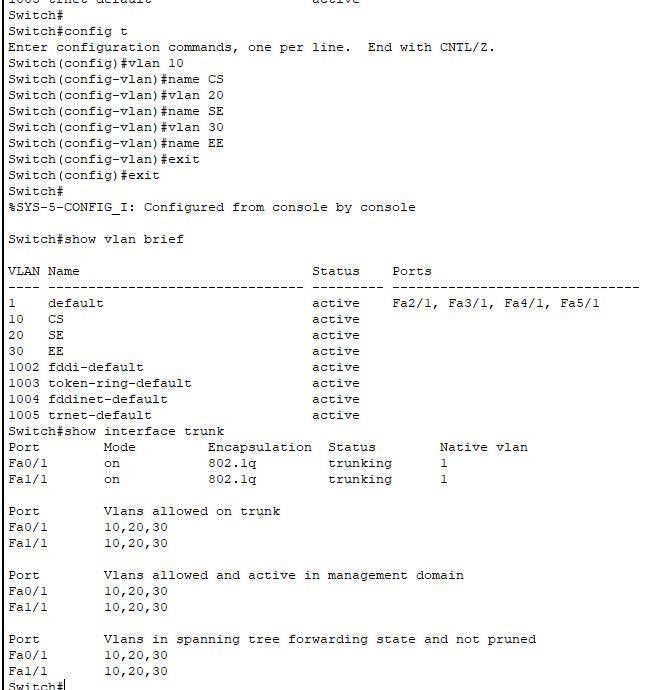 1003 trnet-default                    active
Switch#
Switch#config t
Enter configuration commands, one per line.  End with CNTL/Z.
Switch(config)#vlan 10
Switch(config-vlan)#name CS
Switch(config-vlan)#vlan 20
Switch(config-vlan)#name SE
Switch(config-vlan)#vlan 30
Switch(config-vlan)#name EE
Switch(config-vlan)#exit
Switch(config)#exit
Switch#
%SYS-5-CONFIG_I: Configured from console by console
Switch#show vlan brief
VLAN Name                             Status    Ports
---- -------------------------------- --------- -------------------------------
1    default                          active    Fa2/1, Fa3/1, Fa4/1, Fa5/1
10   CS                               active
20   SE                               active
30   EE                               active
1002 fddi-default                     active
1003 token-ring-default               active
1004 fddinet-default                  active
1005 trnet-default                    active
Switch#show interface trunk
Port        Mode         Encapsulation  Status        Native vlan
Fa0/1       on           802.1q         trunking      1
Fa1/1       on           802.1q         trunking      1
Port        Vlans allowed on trunk
Fa0/1       10,20,30
Fa1/1       10,20,30
Port        Vlans allowed and active in management domain
Fa0/1       10,20,30
Fa1/1       10,20,30
Port        Vlans in spanning tree forwarding state and not pruned
Fa0/1       10,20,30
Fa1/1       10,20,30
Switch#